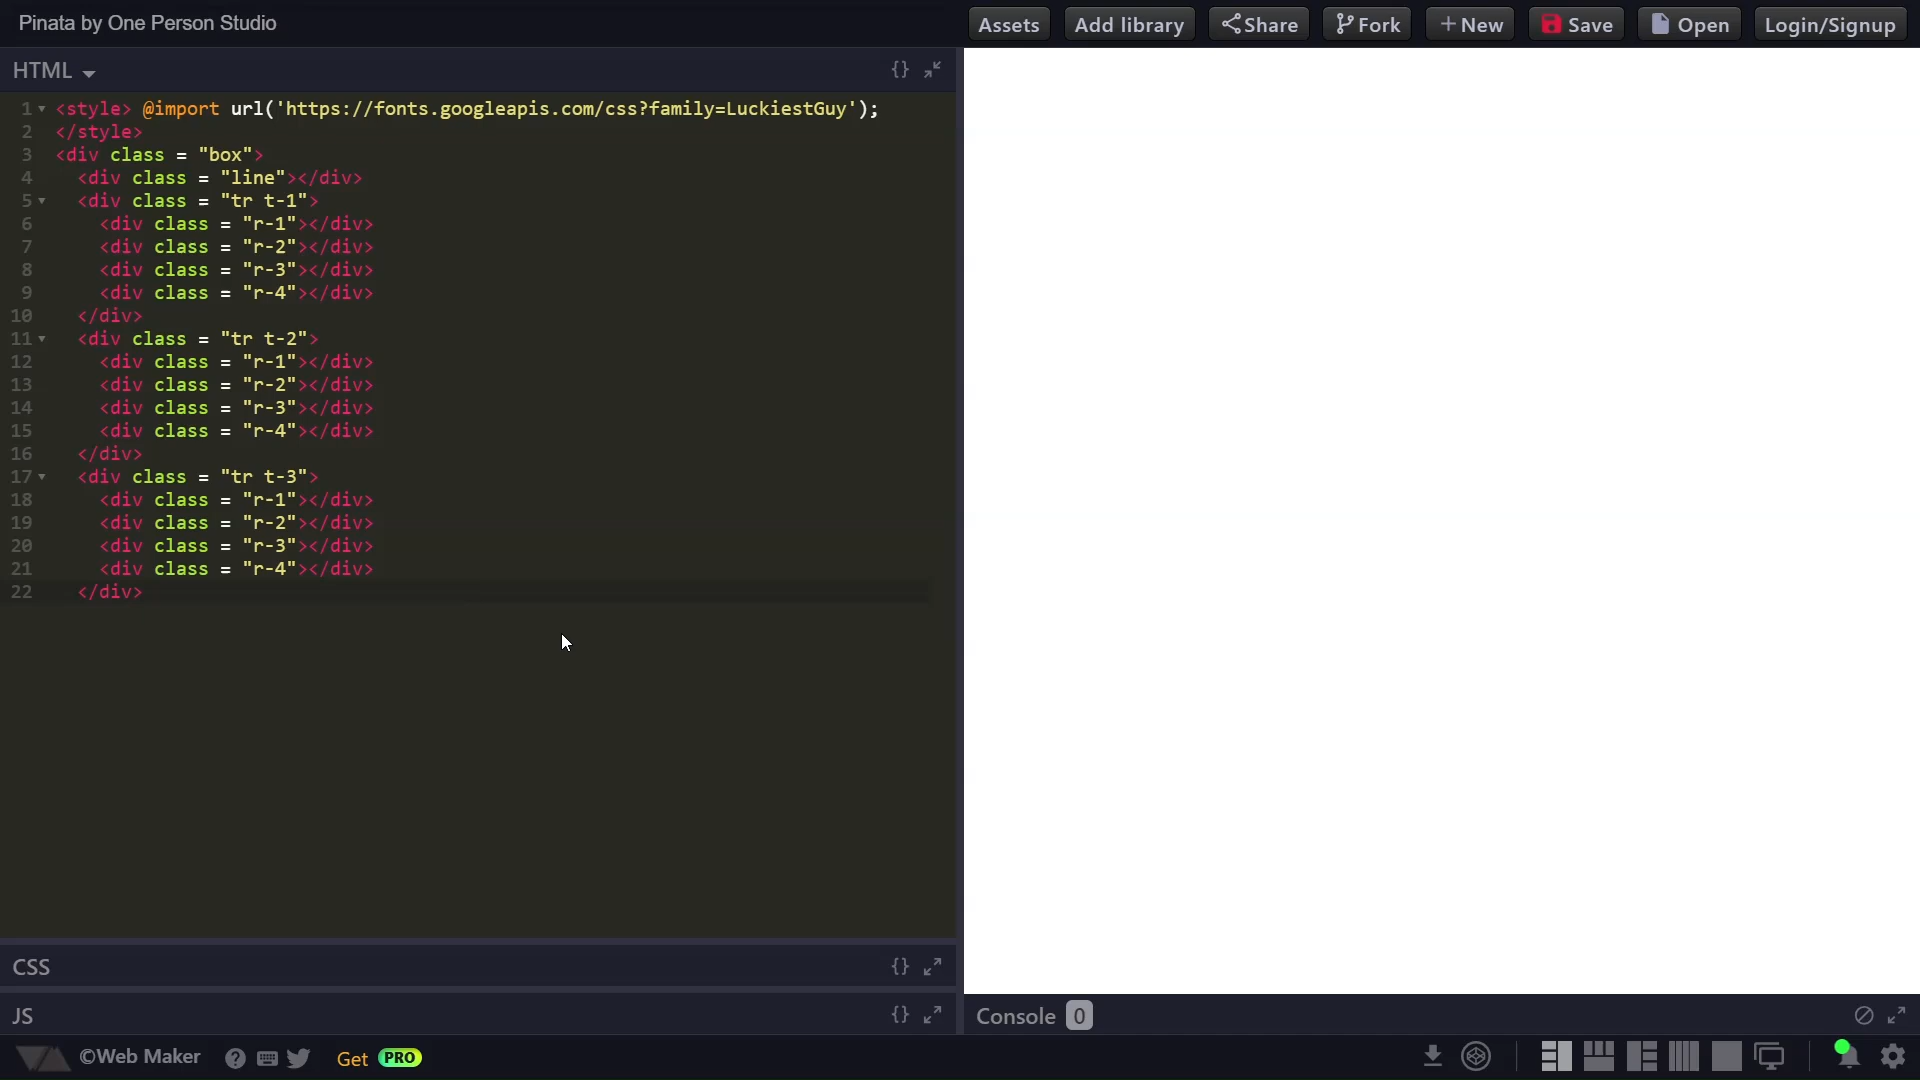 Pinata by One Person Studio
Assets
Add library
Share
Fork
+ New
Save
Open
Login/Signup
HTML
{}
1 <style> @import url('https://fonts.googleapis.com/css?family=LuckiestGuy');
2 </style>
3 <div class = "box">
4 <div class = "line"></div>
5 <div class = "tr t-1">
6 <div class = "r-1"></div>
7 <div class = "r-2"></div>
8 <div class = "r-3"></div>
9 <div class = "r-4"></div>
10 </div>
11 <div class = "tr t-2">
12 <div class = "r-1"></div>
13 <div class = "r-2"></div>
14 <div class = "r-3"></div>
15 <div class = "r-4"></div>
16 </div>
17 <div class = "tr t-3">
18 <div class = "r-1"></div>
19 <div class = "r-2"></div>
20 <div class = "r-3"></div>
21 <div class = "r-4"></div>
22 </div>
CSS
{}
JS
{}
Console 0
©Web Maker
?
Get PRO